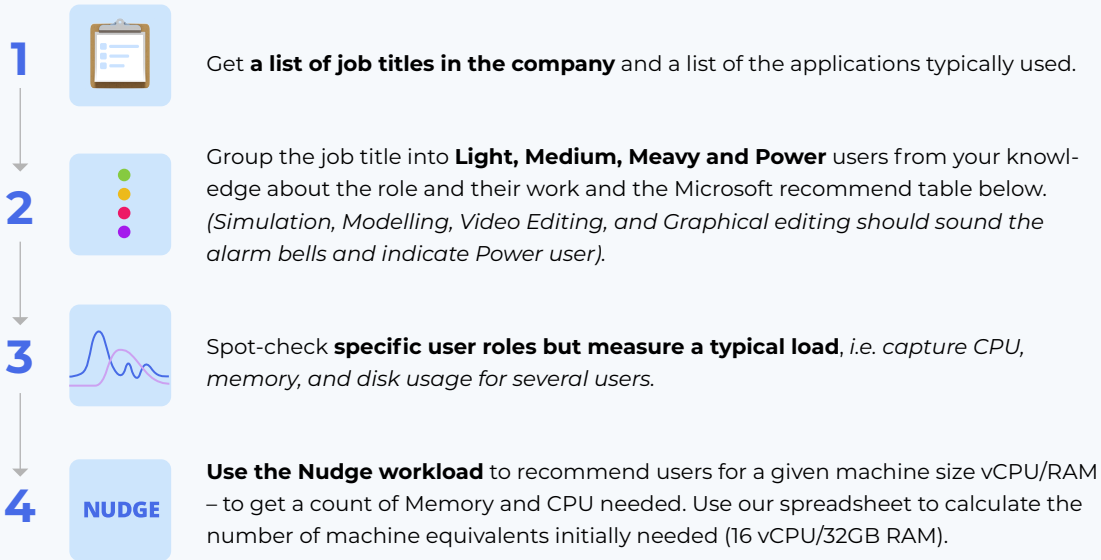 1
Get a list of job titles in the company and a list of the applications typically used.
2
Group the job title into Light, Medium, Meavy and Power users from your knowl-
edge about the role and their work and the Microsoft recommend table below.
(Simulation, Modelling, Video Editing, and Graphical editing should sound the
alarm bells and indicate Power user).
3
Spot-check specific user roles but measure a typical load, i.e. capture CPU,
memory, and disk usage for several users.
4
NUDGE
Use the Nudge workload to recommend users for a given machine size vCPU/RAM
– to get a count of Memory and CPU needed. Use our spreadsheet to calculate the
number of machine equivalents initially needed (16 vCPU/32GB RAM).